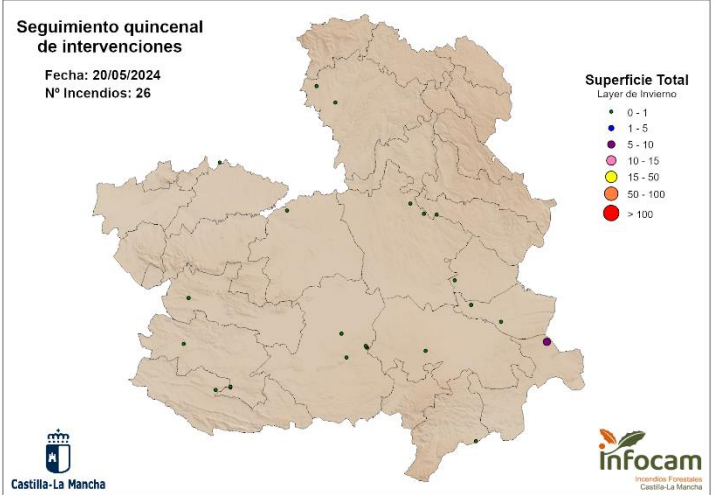 Seguimiento quincenal
de intervenciones
Fecha: 20/05/2024
Nº Incendios: 26
Superficie Total
Layer de Invierno
0 - 1
1 - 5
5 - 10
10 - 15
15 - 50
50 - 100
> 100
Castilla-La Mancha
infocam
Incendios Forestales
Castilla-La Mancha